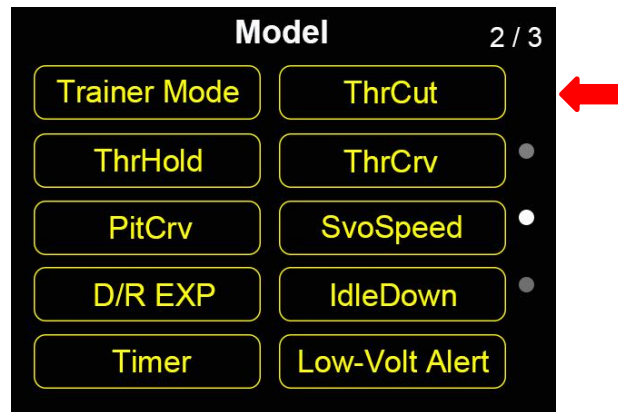 Model 2 / 3
Trainer Mode ThrCut
ThrHold ThrCrv
PitCrv SvoSpeed
D/R EXP IdleDown
Timer Low-Volt Alert